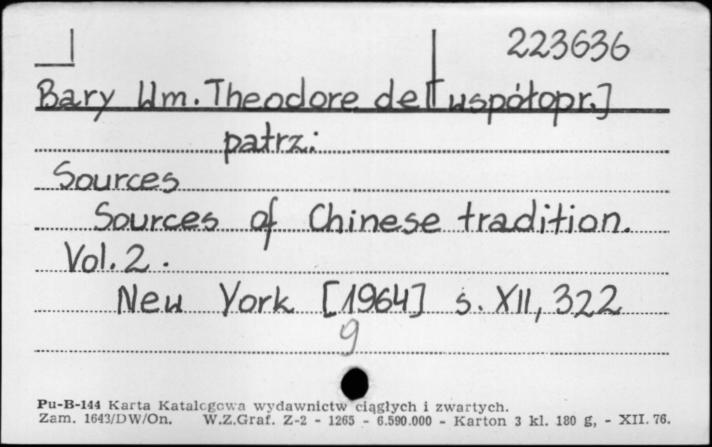 223636
Bary Wm. Theodore de [współopr.]
patrz:
Sources
Sources of Chinese tradition.
Vol. 2.
New York [1964] s. XII, 322
9
Pu-B-144 Karta Katalogowa wydawnictw ciągłych i zwartych.
Zam. 1643/DW/On. W.Z.Graf. Z-2 - 1265 - 6.590.000 - Karton 3 kl. 180 g, - XII. 76.